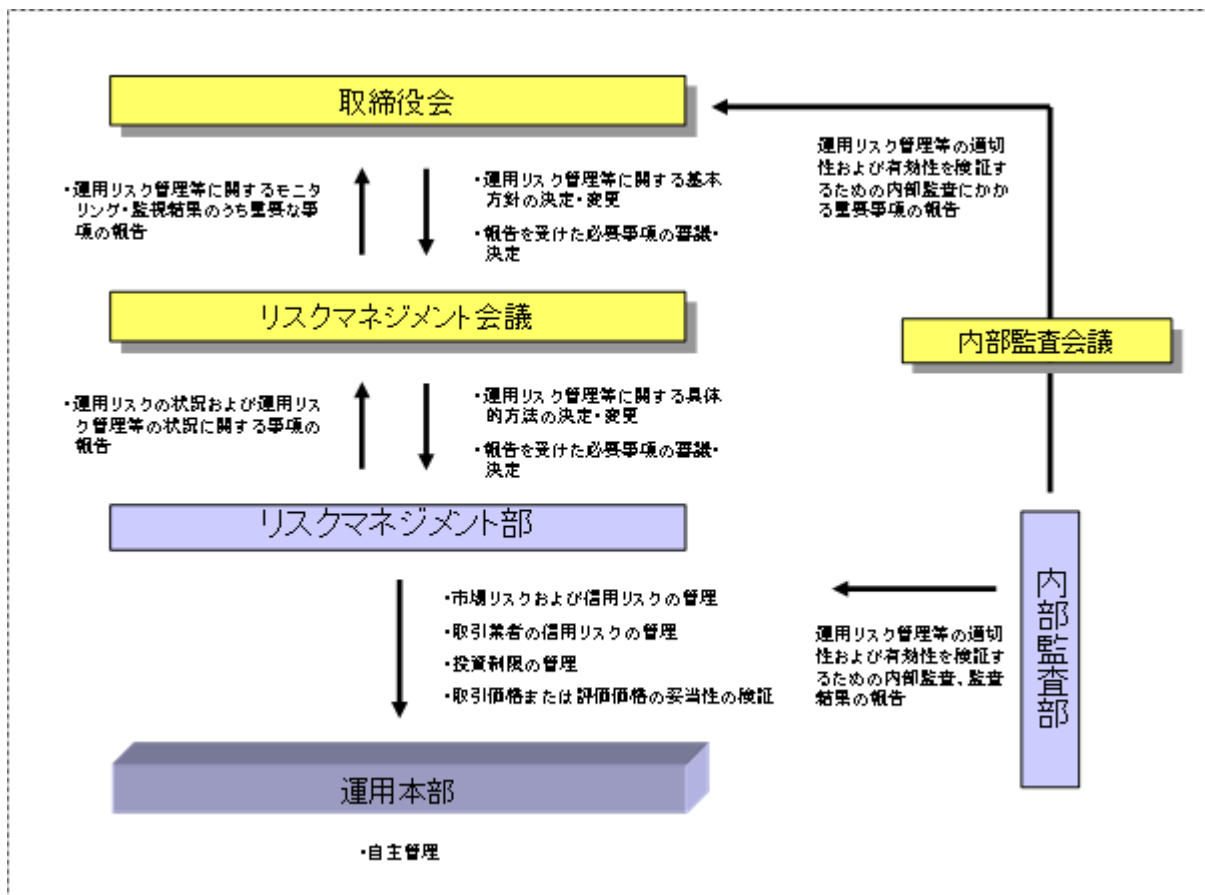 取締役会
・運用リスク管理等に関するモニ
タリング・監視結果のうち重要な事
項の報告
・運用リスク管理等に関する基本
方針の決定・変更
・報告を受けた必要事項の審議・
決定
運用リスク管理等の適切
性および有効性を検証す
るための内部監査にかか
る重要事項の報告
リスクマネジメント会議
内部監査会議
・運用リスクの状況および運用リス
ク管理等の状況に関する事項の
報告
・運用リスク管理等に関する具体
的方法の決定・変更
・報告を受けた必要事項の審議・
決定
リスクマネジメント部
・市場リスクおよび信用リスクの管理
・取引業者の信用リスクの管理
・投資制限の管理
・取引価格または評価価格の妥当性の検証
運用リスク管理等の適切
性および有効性を検証す
るための内部監査、監査
結果の報告
内部監査部
運用本部
・自主管理